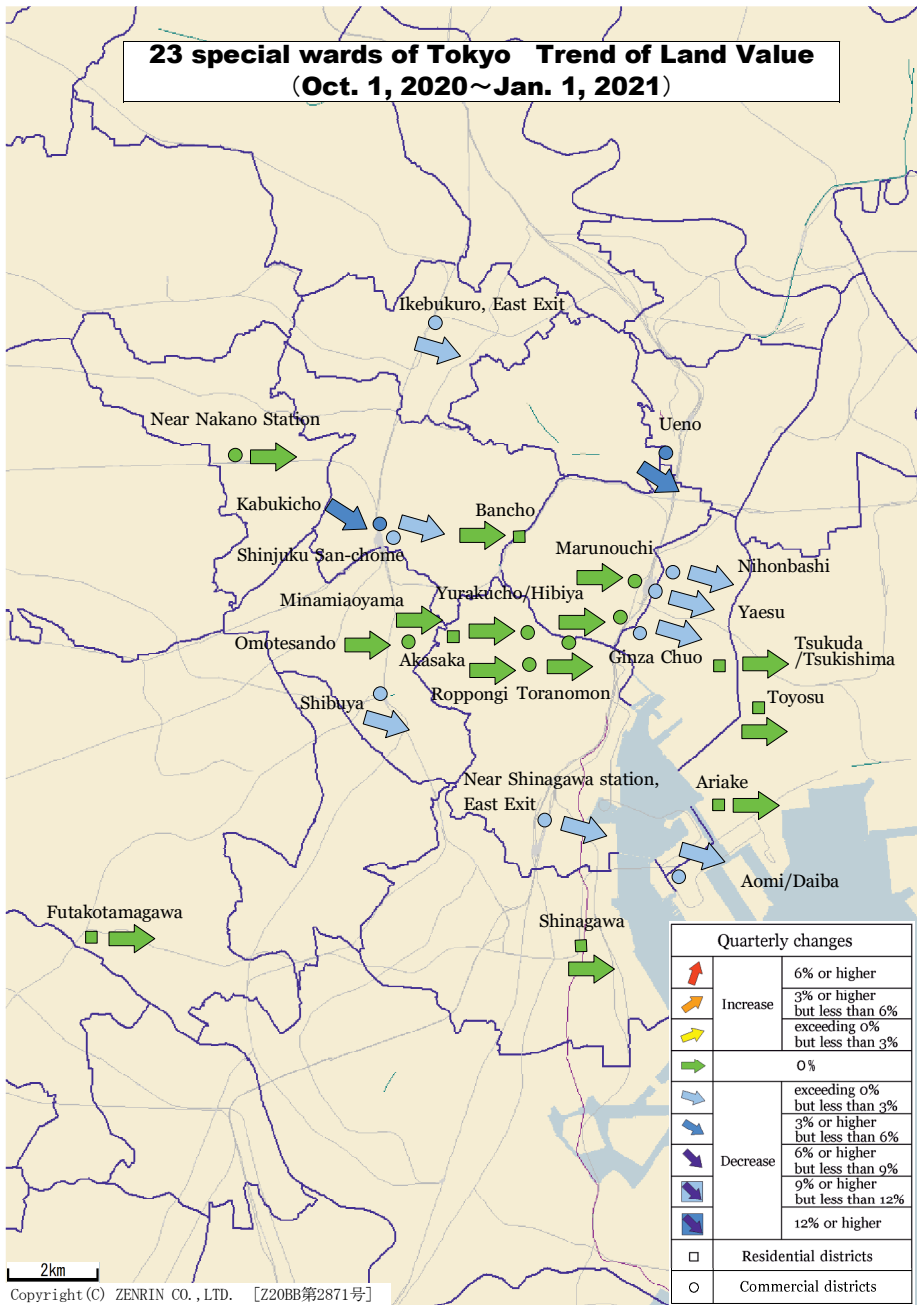 23 special wards of Tokyo Trend of Land Value
（Oct. 1, 2020～Jan. 1, 2021）
Ikebukuro, East Exit
Near Nakano Station
Ueno
Kabukicho
Bancho
Shinjuku San-chome
Marunouchi
Nihonbashi
Minamiaoyama
Yurakucho/Hibiya
Yaesu
Omotesando
Akasaka
Ginza Chuo
Tsukuda
/Tsukishima
Shibuya
Roppongi
Toranomon
Toyosu
Near Shinagawa station,
East Exit
Ariake
Aomi/Daiba
Futakotamagawa
Shinagawa
Quarterly changes
Increase
6% or higher
3% or higher
but less than 6%
exceeding 0%
but less than 3%
0%
Decrease
exceeding 0%
but less than 3%
3% or higher
but less than 6%
6% or higher
but less than 9%
9% or higher
but less than 12%
12% or higher
Residential districts
Commercial districts
2km
Copyright(C) ZENRIN CO.,LTD. [Z20BB第2871号]